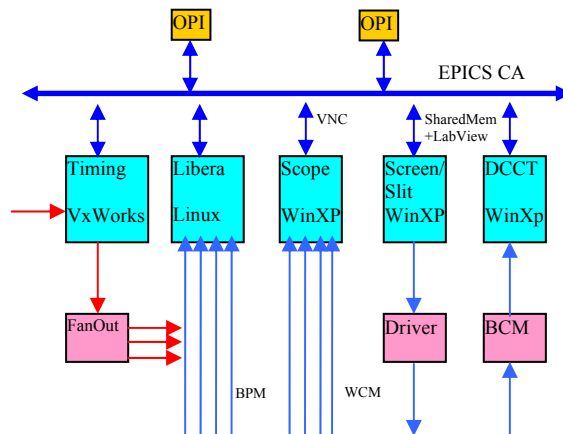 OPI
OPI
EPICS CA
VNC
SharedMem
+LabView
Timing
VxWorks
Libera
Linux
Scope
WinXP
Screen/
Slit
WinXP
DCCT
WinXp
FanOut
Driver
BCM
BPM
WCM